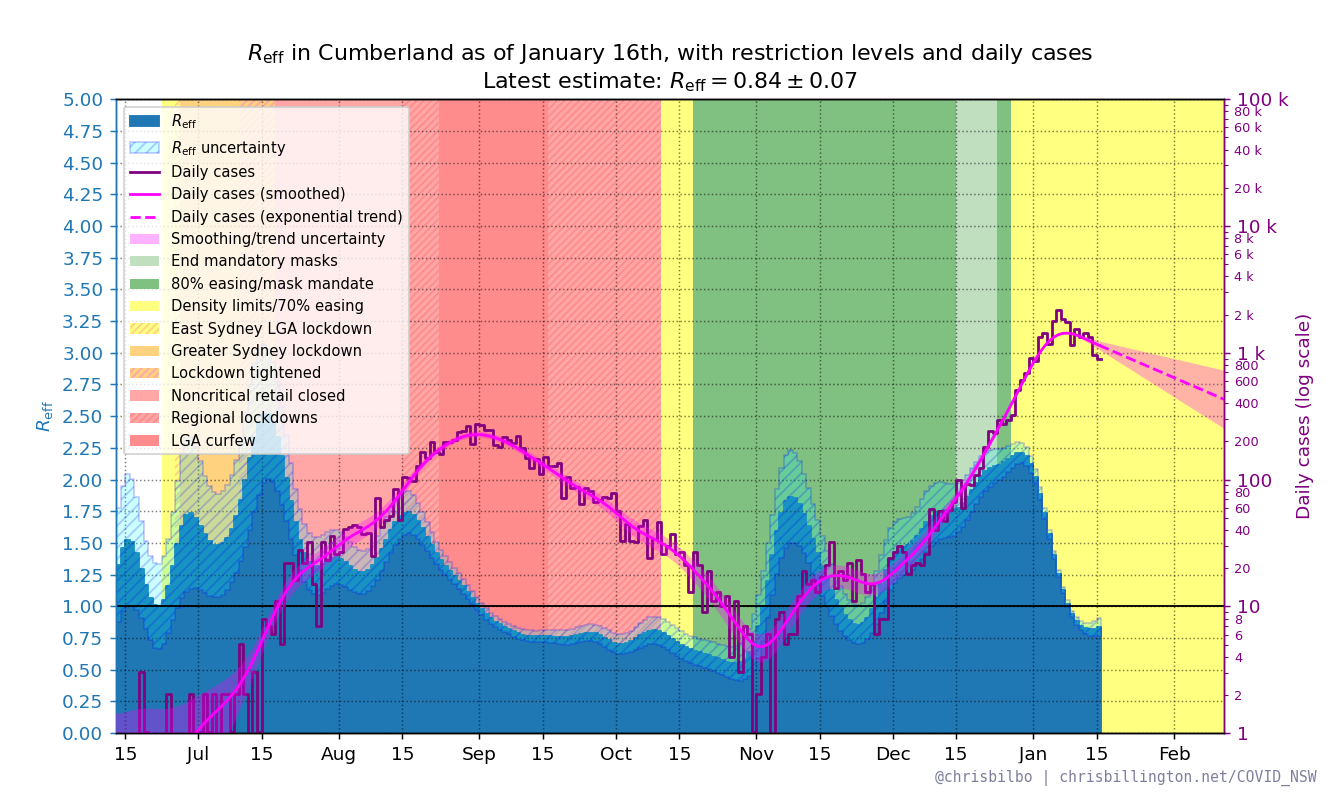 R_eff in Cumberland as of January 16th, with restriction levels and daily cases
Latest estimate: R_eff = 0.84 ± 0.07
R_eff
R_eff uncertainty
Daily cases
Daily cases (smoothed)
Daily cases (exponential trend)
Smoothing/trend uncertainty
End mandatory masks
80% easing/mask mandate
Density limits/70% easing
East Sydney LGA lockdown
Greater Sydney lockdown
Lockdown tightened
Noncritical retail closed
Regional lockdowns
LGA curfew
R_eff
5.00
4.75
4.50
4.25
4.00
3.75
3.50
3.25
3.00
2.75
2.50
2.25
2.00
1.75
1.50
1.25
1.00
0.75
0.50
0.25
0.00
100 k
80 k
60 k
40 k
20 k
10 k
8 k
6 k
4 k
2 k
1 k
800
600
400
200
100
80
60
40
20
10
8
6
4
2
1
Daily cases (log scale)
15 Jul 15 Aug 15 Sep 15 Oct 15 Nov 15 Dec 15 Jan 15 Feb
@chrisbilbo | chrisbillington.net/COVID_NSW